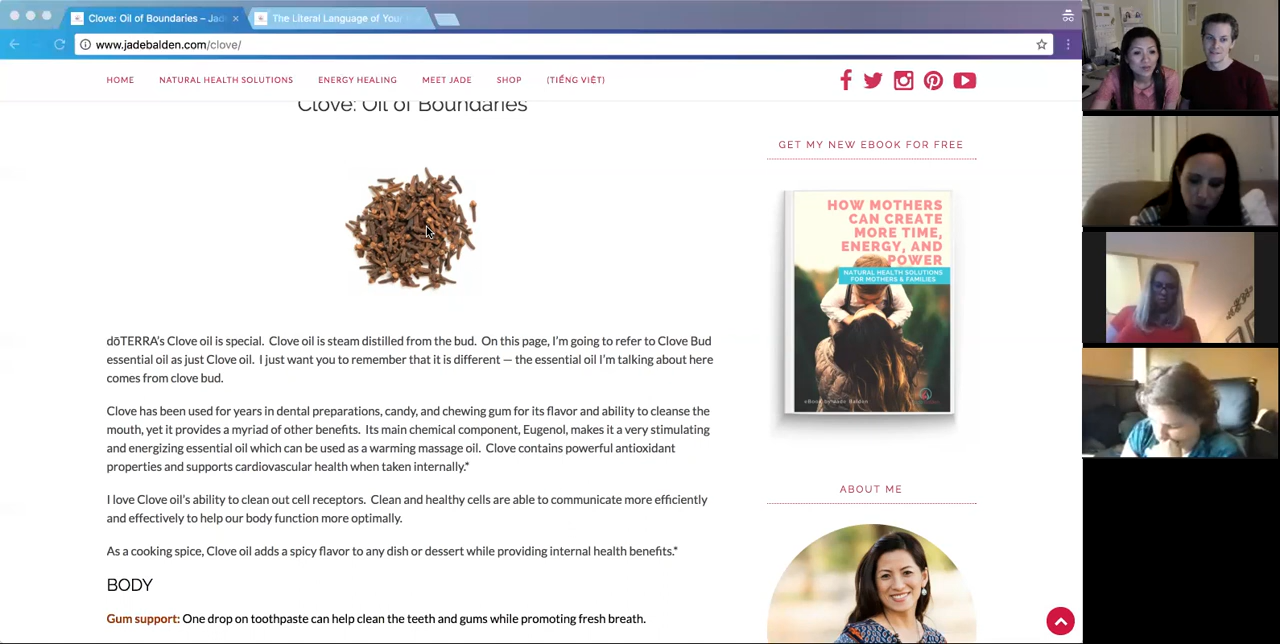 Clove: Oil of Boundaries – Jad
The Literal Language of Your
www.jadebalden.com/clove/
HOME NATURAL HEALTH SOLUTIONS ENERGY HEALING MEET JADE SHOP (TIẾNG VIỆT)
Clove: Oil of Boundaries
dōTERRA’s Clove oil is special. Clove oil is steam distilled from the bud. On this page, I’m going to refer to Clove Bud
essential oil as just Clove oil. I just want you to remember that it is different — the essential oil I’m talking about here
comes from clove bud.
Clove has been used for years in dental preparations, candy, and chewing gum for its flavor and ability to cleanse the
mouth, yet it provides a myriad of other benefits. Its main chemical component, Eugenol, makes it a very stimulating
and energizing essential oil which can be used as a warming massage oil. Clove contains powerful antioxidant
properties and supports cardiovascular health when taken internally.*
I love Clove oil’s ability to clean out cell receptors. Clean and healthy cells are able to communicate more efficiently
and effectively to help our body function more optimally.
As a cooking spice, Clove oil adds a spicy flavor to any dish or dessert while providing internal health benefits.*
BODY
Gum support: One drop on toothpaste can help clean the teeth and gums while promoting fresh breath.
GET MY NEW EBOOK FOR FREE
HOW MOTHERS
CAN CREATE
MORE TIME,
ENERGY, AND
POWER
NATURAL HEALTH SOLUTIONS
FOR MOTHERS & FAMILIES
eBook by Jade Balden
ABOUT ME